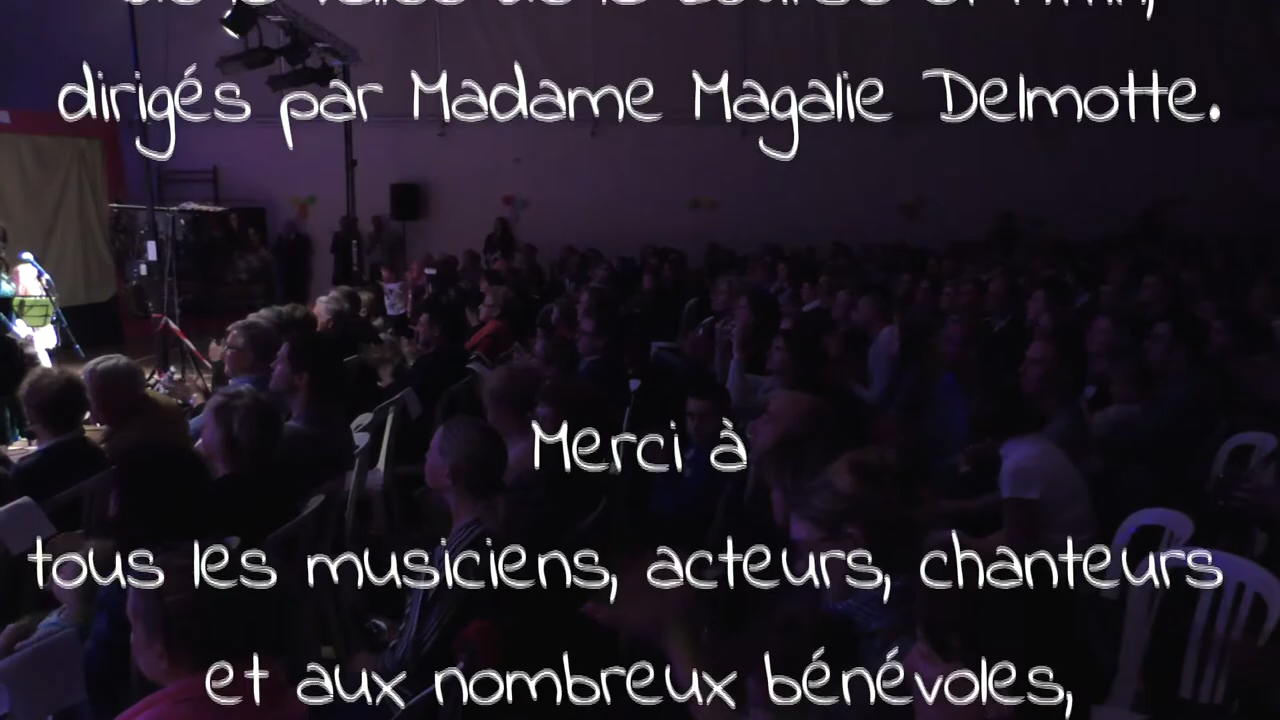 dirigés par Madame Magalie Delmotte.
Merci à
tous les musiciens, acteurs, chanteurs
et aux nombreux bénévoles,